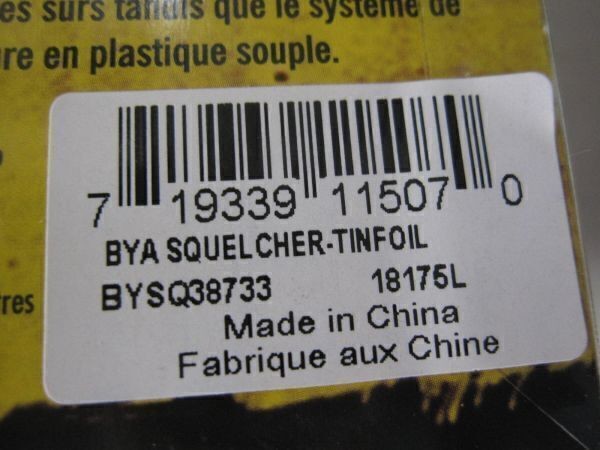 es surs tandis que le système de
re en plastique souple.
7 19339 11507 0
BYA SQUELCHER-TINFOIL
BYSQ38733 18175L
tres
Made in China
Fabrique aux Chine